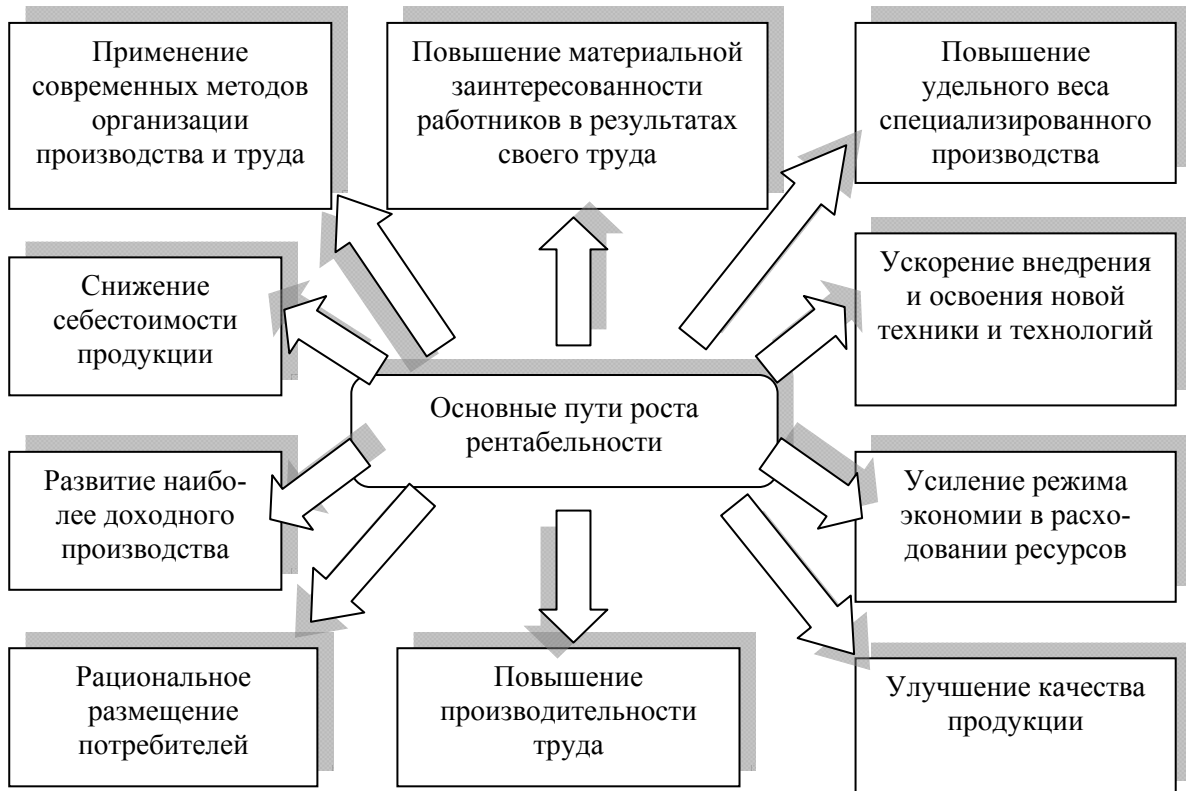 Применение
современных методов
организации
производства и труда
Повышение материальной
заинтересованности
работников в результатах
своего труда
Повышение
удельного веса
специализированного
производства
Снижение
себестоимости
продукции
Ускорение внедрения
и освоения новой
техники и технологий
Основные пути роста
рентабельности
Развитие наибо-
лее доходного
производства
Усиление режима
экономии в расхо-
довании ресурсов
Рациональное
размещение
потребителей
Повышение
производительности
труда
Улучшение качества
продукции